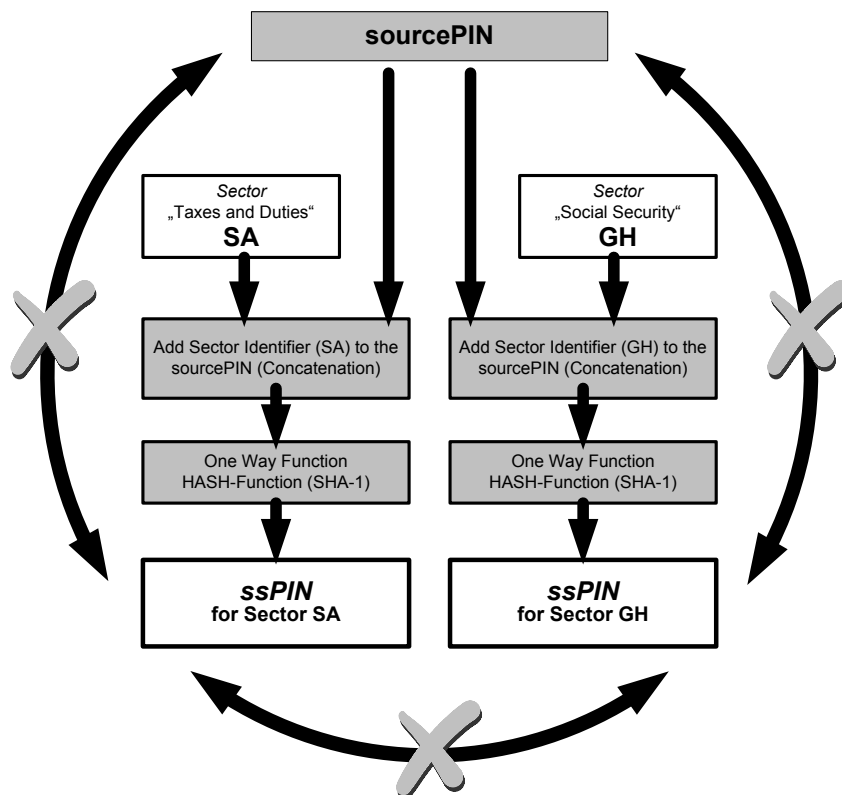 sourcePIN
Sector
„Taxes and Duties“
SA
Sector
„Social Security“
GH
Add Sector Identifier (SA) to the
sourcePIN (Concatenation)
Add Sector Identifier (GH) to the
sourcePIN (Concatenation)
One Way Function
HASH-Function (SHA-1)
One Way Function
HASH-Function (SHA-1)
ssPIN
for Sector SA
ssPIN
for Sector GH